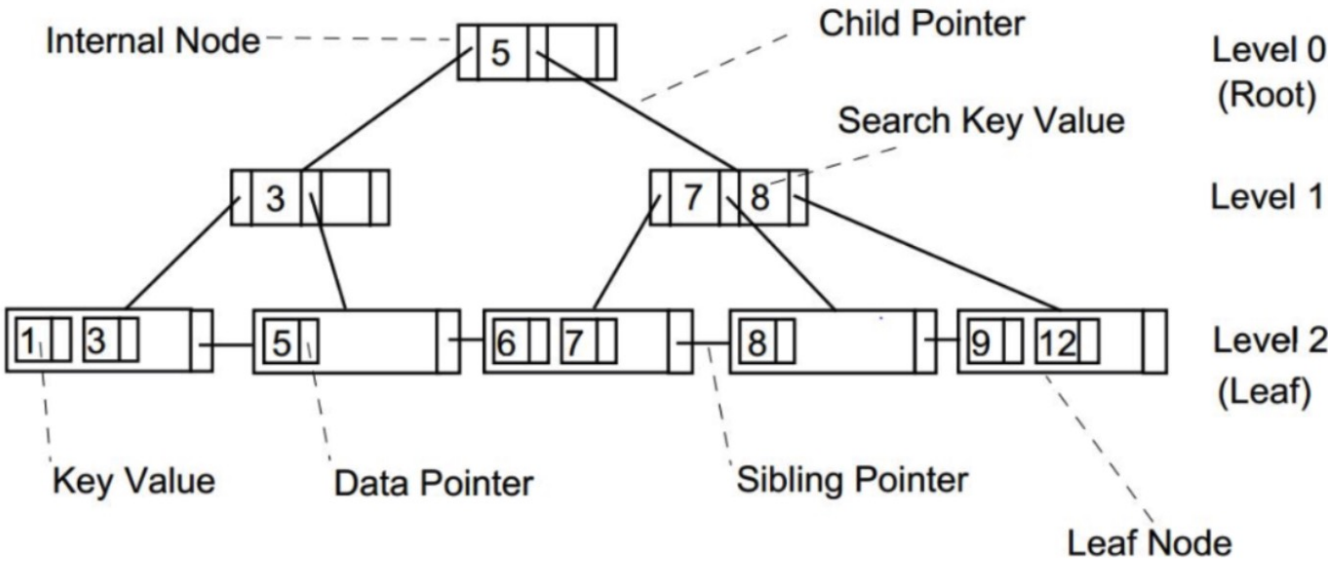 Internal Node
5
Child Pointer
Level 0
(Root)
Search Key Value
3
7 8
Level 1
1 3
5
6 7
8
9 12
Level 2
(Leaf)
Key Value
Data Pointer
Sibling Pointer
Leaf Node